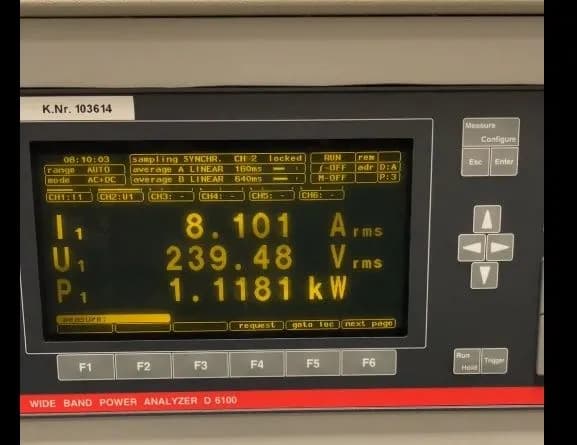 K.Nr. 103614
Measure
Configure
Esc Enter
08:10:03 sampling SYNCHR. CH-2 locked RUN rem
range AUTO average A LINEAR 160ms ∫-OFF adr D:A
mode AC+DC average B LINEAR 640ms M-OFF P:3
CH1:I1 CH2:U1 CH3: - CH4: - CH5: - CH6: -
I1 8.101 Arms
U1 239.48 Vrms
P1 1.1181 kW
measure:
request goto loc next page
F1 F2 F3 F4 F5 F6
Run Hold Trigger
WIDE BAND POWER ANALYZER D 6100